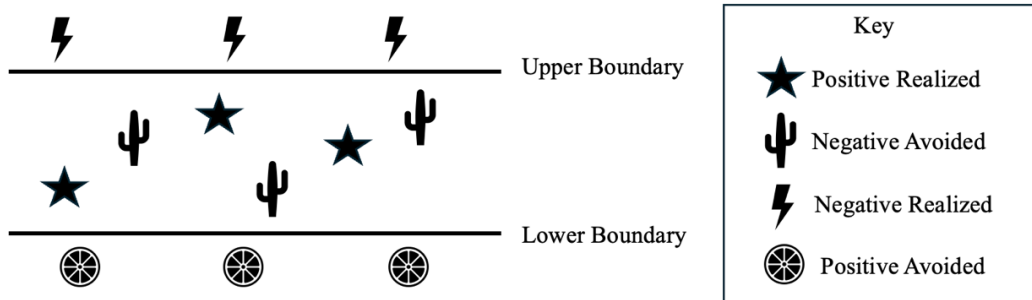 Upper Boundary
Lower Boundary
Key
Positive Realized
Negative Avoided
Negative Realized
Positive Avoided